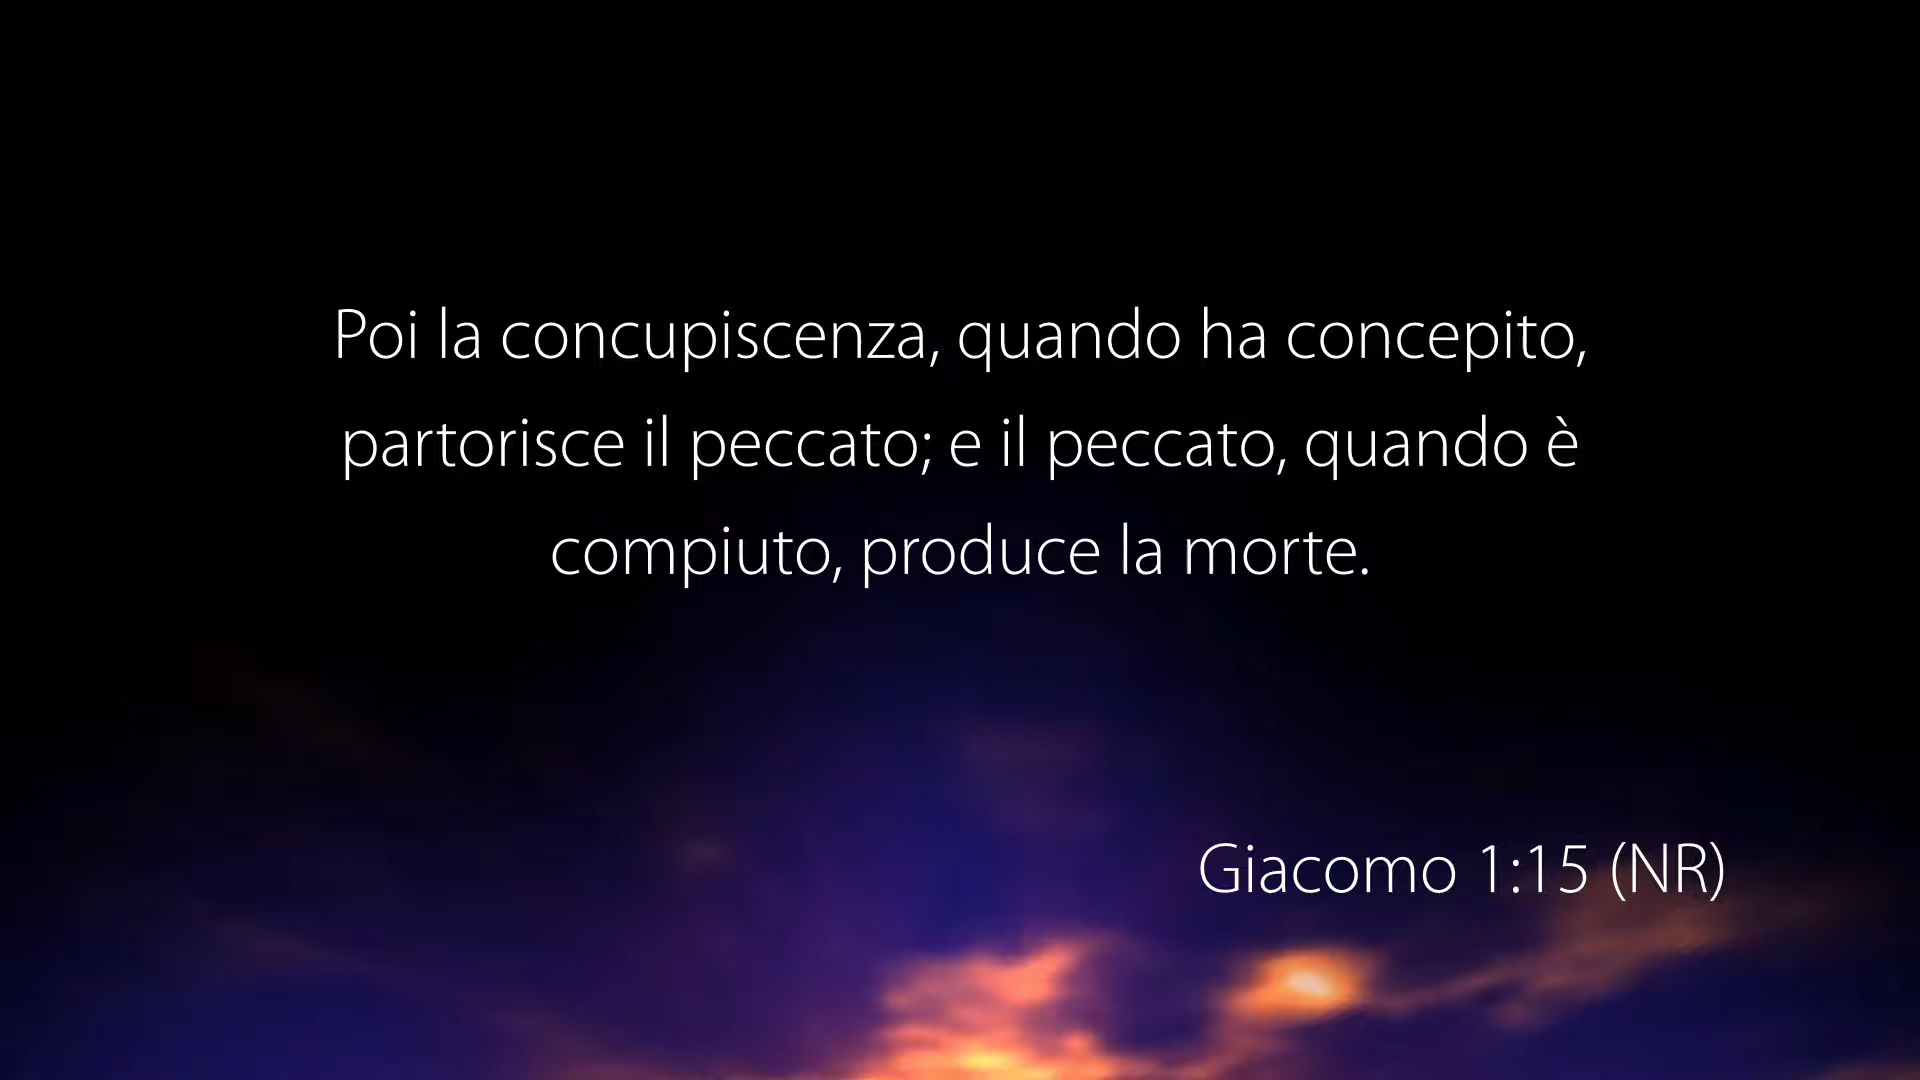 Poi la concupiscenza, quando ha concepito,
partorisce il peccato; e il peccato, quando è
compiuto, produce la morte.
Giacomo 1:15 (NR)